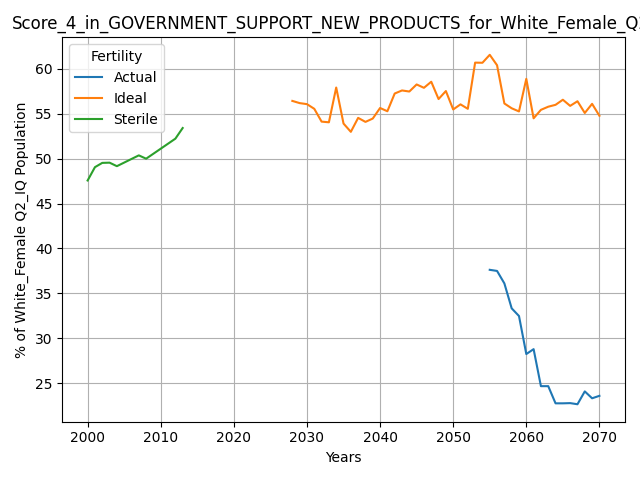 Score_4_in_GOVERNMENT_SUPPORT_NEW_PRODUCTS_for_White_Female_Q
% of White_Female Q2_IQ Population
60
55
50
45
40
35
30
25
Fertility
Actual
Ideal
Sterile
2000 2010 2020 2030 2040 2050 2060 2070
Years